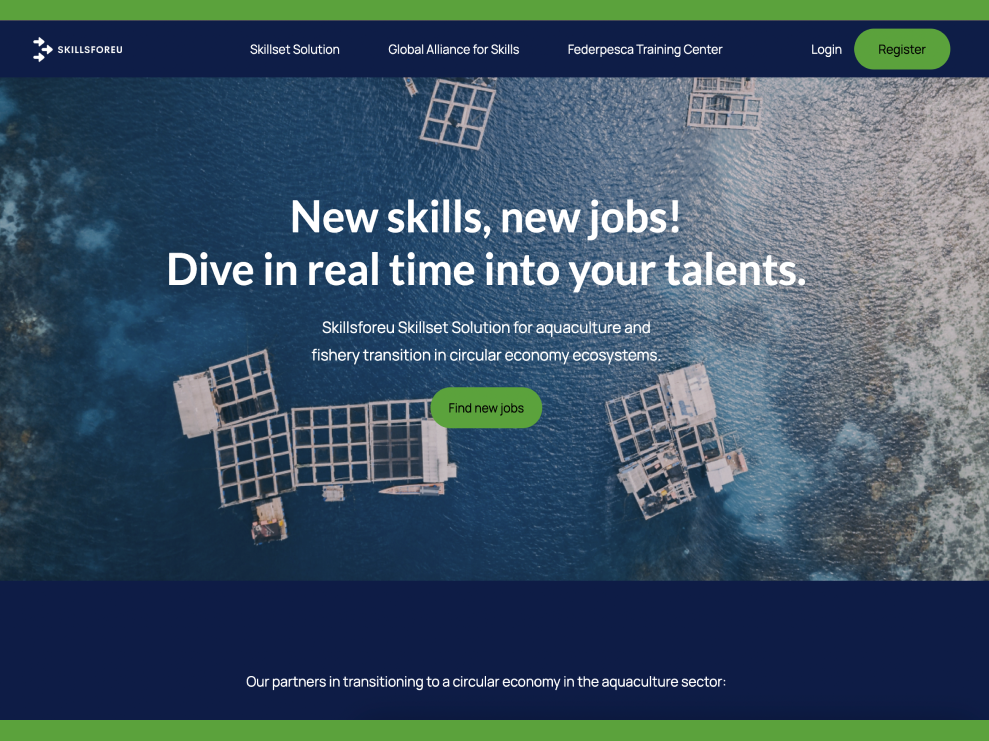 SKILLSFOREU
Skillset Solution
Global Alliance for Skills
Federpesca Training Center
Login
Register
New skills, new jobs!
Dive in real time into your talents.
Skillsforeu Skillset Solution for aquaculture and
fishery transition in circular economy ecosystems.
Find new jobs
Our partners in transitioning to a circular economy in the aquaculture sector: